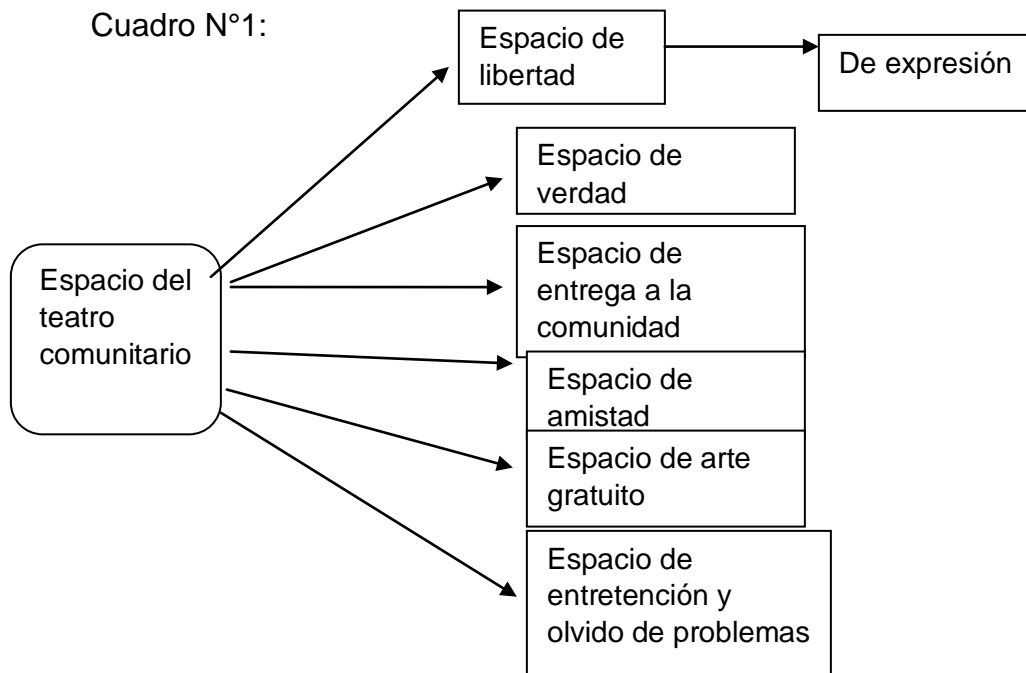 Cuadro N°1:
Espacio de
libertad
De expresión
Espacio de
verdad
Espacio del
teatro
comunitario
Espacio de
entrega a la
comunidad
Espacio de
amistad
Espacio de arte
gratuito
Espacio de
entretención y
olvido de problemas